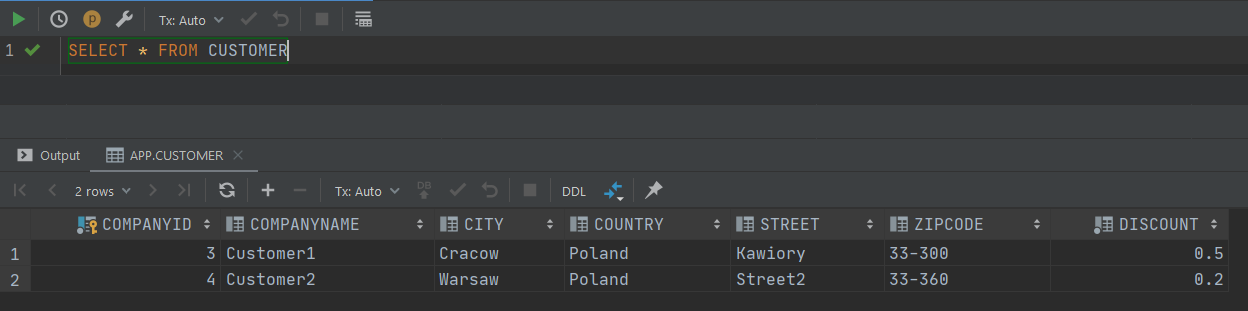 Tx: Auto
1 SELECT * FROM CUSTOMER
Output APP.CUSTOMER
2 rows Tx: Auto DB DDL
COMPANYID COMPANYNAME CITY COUNTRY STREET ZIPCODE DISCOUNT
1 3 Customer1 Cracow Poland Kawiory 33-300 0.5
2 4 Customer2 Warsaw Poland Street2 33-360 0.2